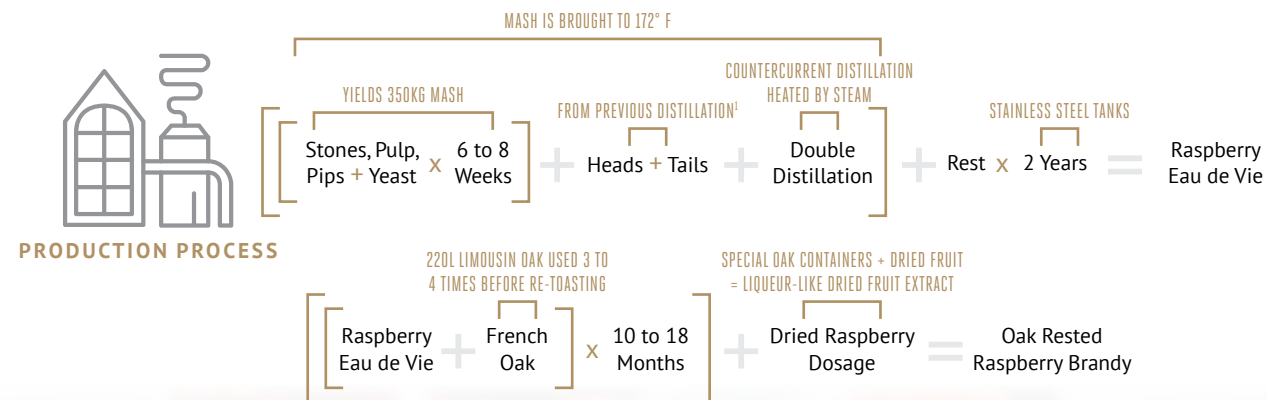 MASH IS BROUGHT TO 172° F
COUNTERCURRENT DISTILLATION
HEATED BY STEAM
YIELDS 350KG MASH
FROM PREVIOUS DISTILLATION¹
STAINLESS STEEL TANKS
Stones, Pulp,
Pips + Yeast
x
6 to 8
Weeks
+
Heads + Tails
+
Double
Distillation
+
Rest x 2 Years
=
Raspberry
Eau de Vie
PRODUCTION PROCESS
220L LIMOUSIN OAK USED 3 TO
4 TIMES BEFORE RE-TOASTING
SPECIAL OAK CONTAINERS + DRIED FRUIT
= LIQUEUR-LIKE DRIED FRUIT EXTRACT
Raspberry
Eau de Vie
+
French
Oak
x
10 to 18
Months
+
Dried Raspberry
Dosage
=
Oak Rested
Raspberry Brandy